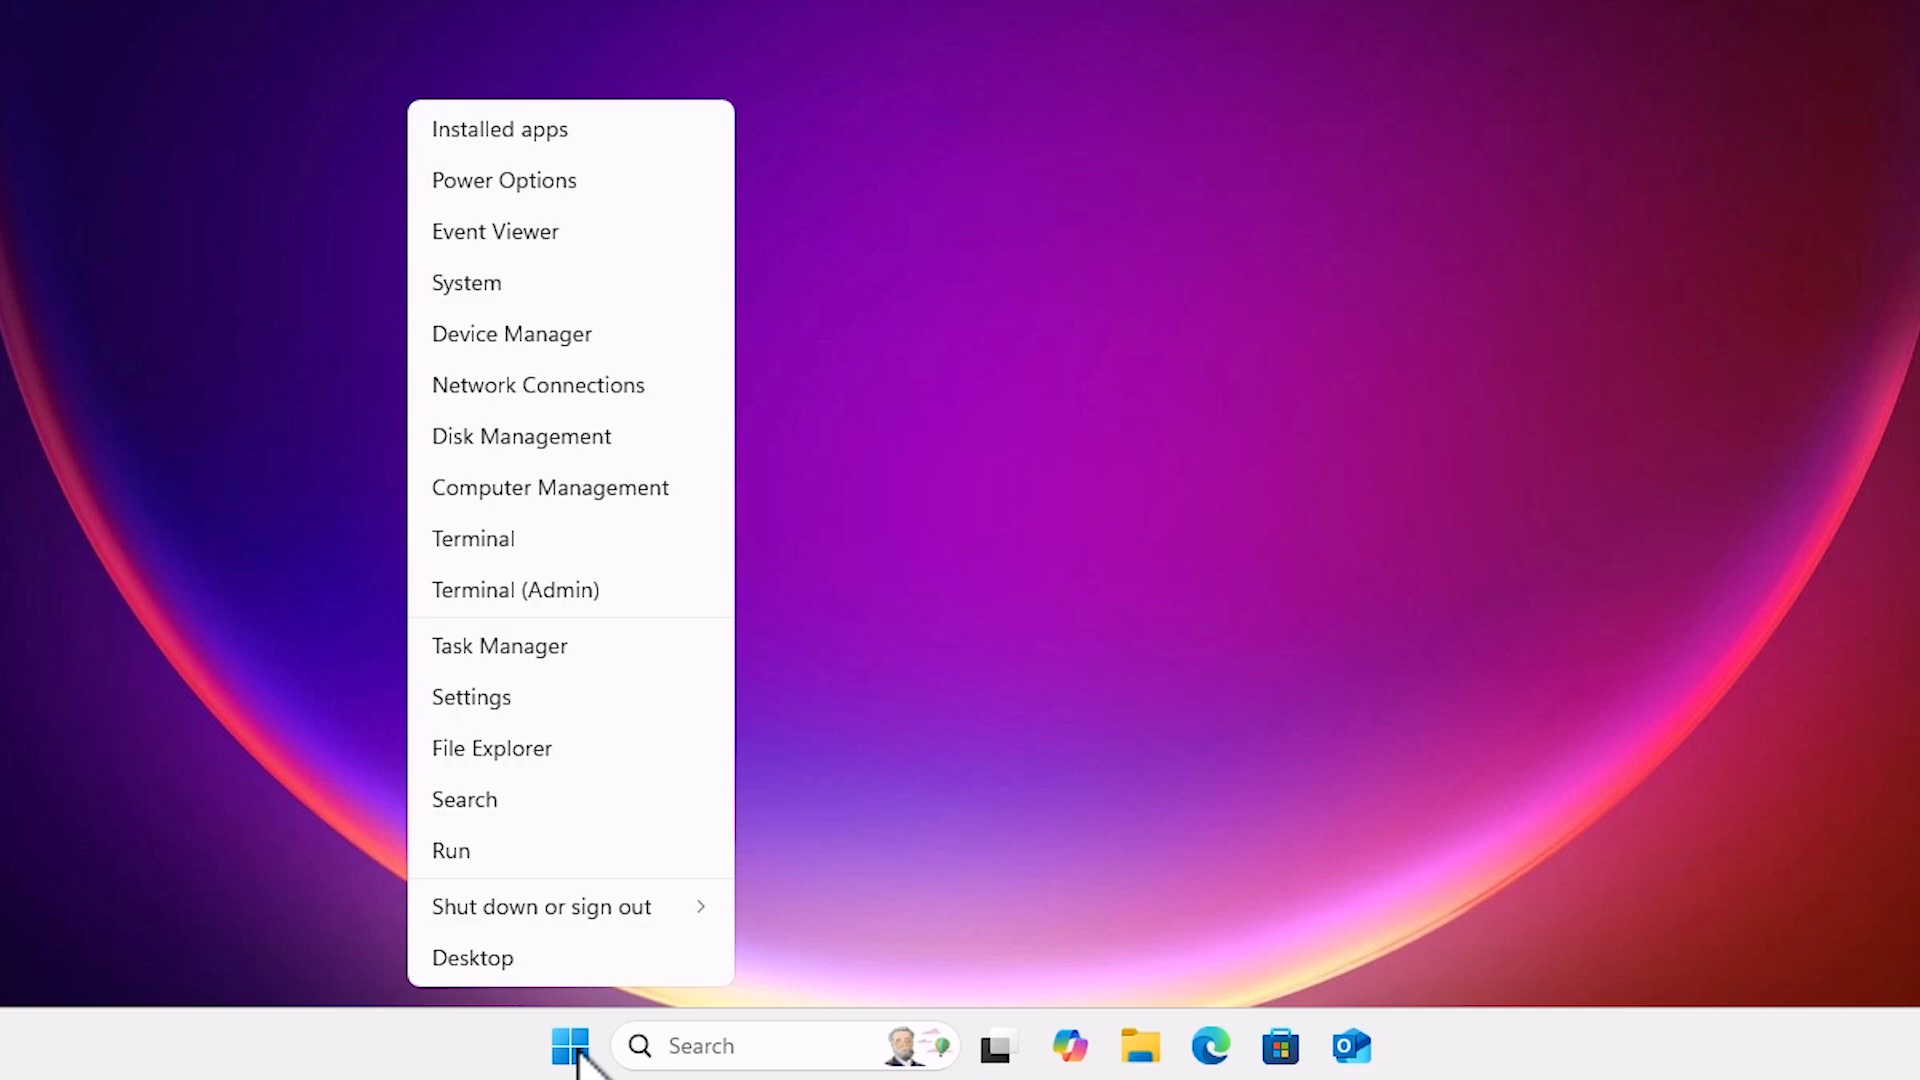 Installed apps
Power Options
Event Viewer
System
Device Manager
Network Connections
Disk Management
Computer Management
Terminal
Terminal (Admin)
Task Manager
Settings
File Explorer
Search
Run
Shut down or sign out
Desktop
Search